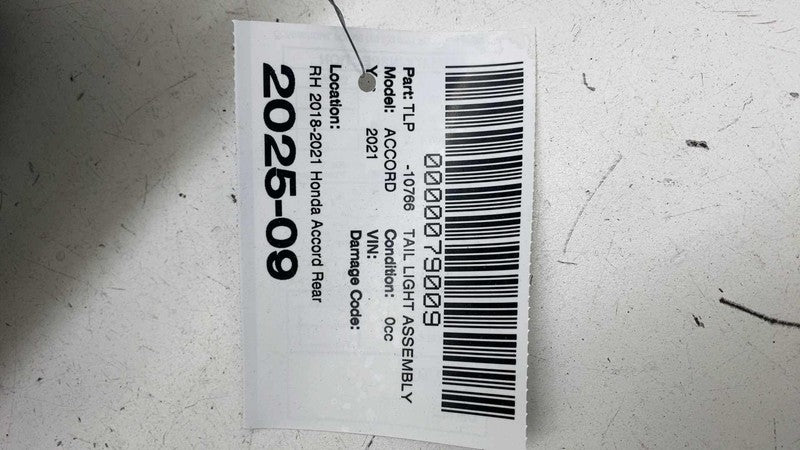 0000079009
Part: TLP -10766 TAIL LIGHT ASSEMBLY
Model: ACCORD Condition: 0cc
Y 2021 VIN:
Damage Code:
Location:
RH 2018-2021 Honda Accord Rear
2025-09